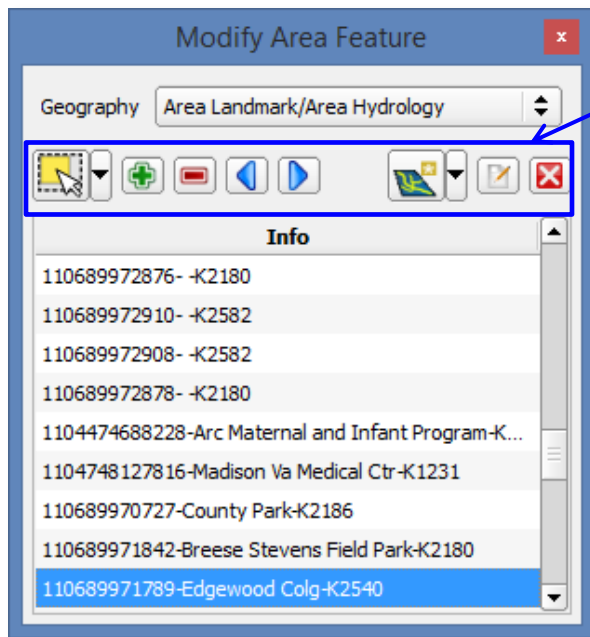 Modify Area Feature
x
Geography Area Landmark/Area Hydrology
Info
110689972876- -K2180
110689972910- -K2582
110689972908- -K2582
110689972878- -K2180
1104474688228-Arc Maternal and Infant Program-K...
1104748127816-Madison Va Medical Ctr-K1231
110689970727-County Park-K2186
110689971842-Breese Stevens Field Park-K2180
110689971789-Edgewood Colg-K2540